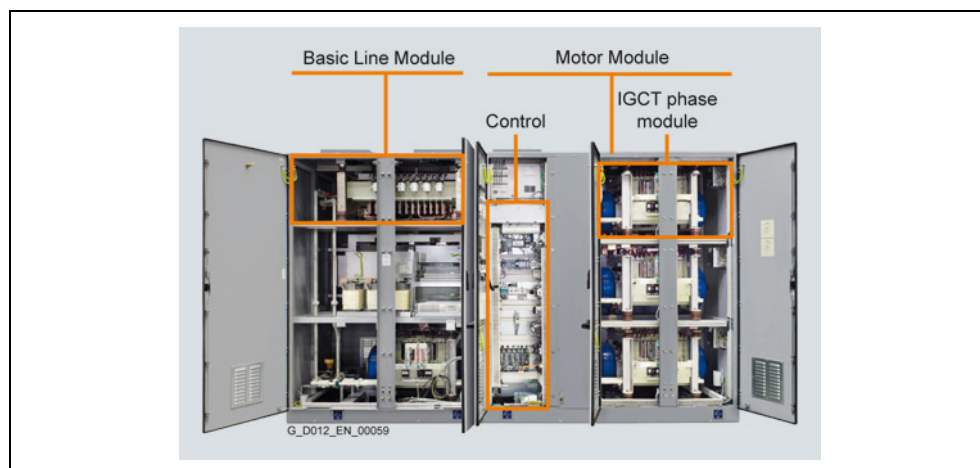 Basic Line Module
Motor Module
IGCT phase
module
Control
G_D012_EN_00059